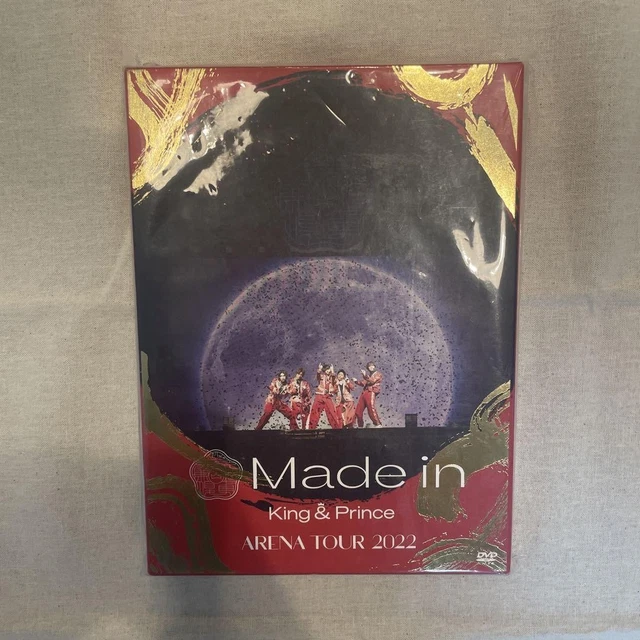 Made in
King & Prince
ARENA TOUR 2022
DVD